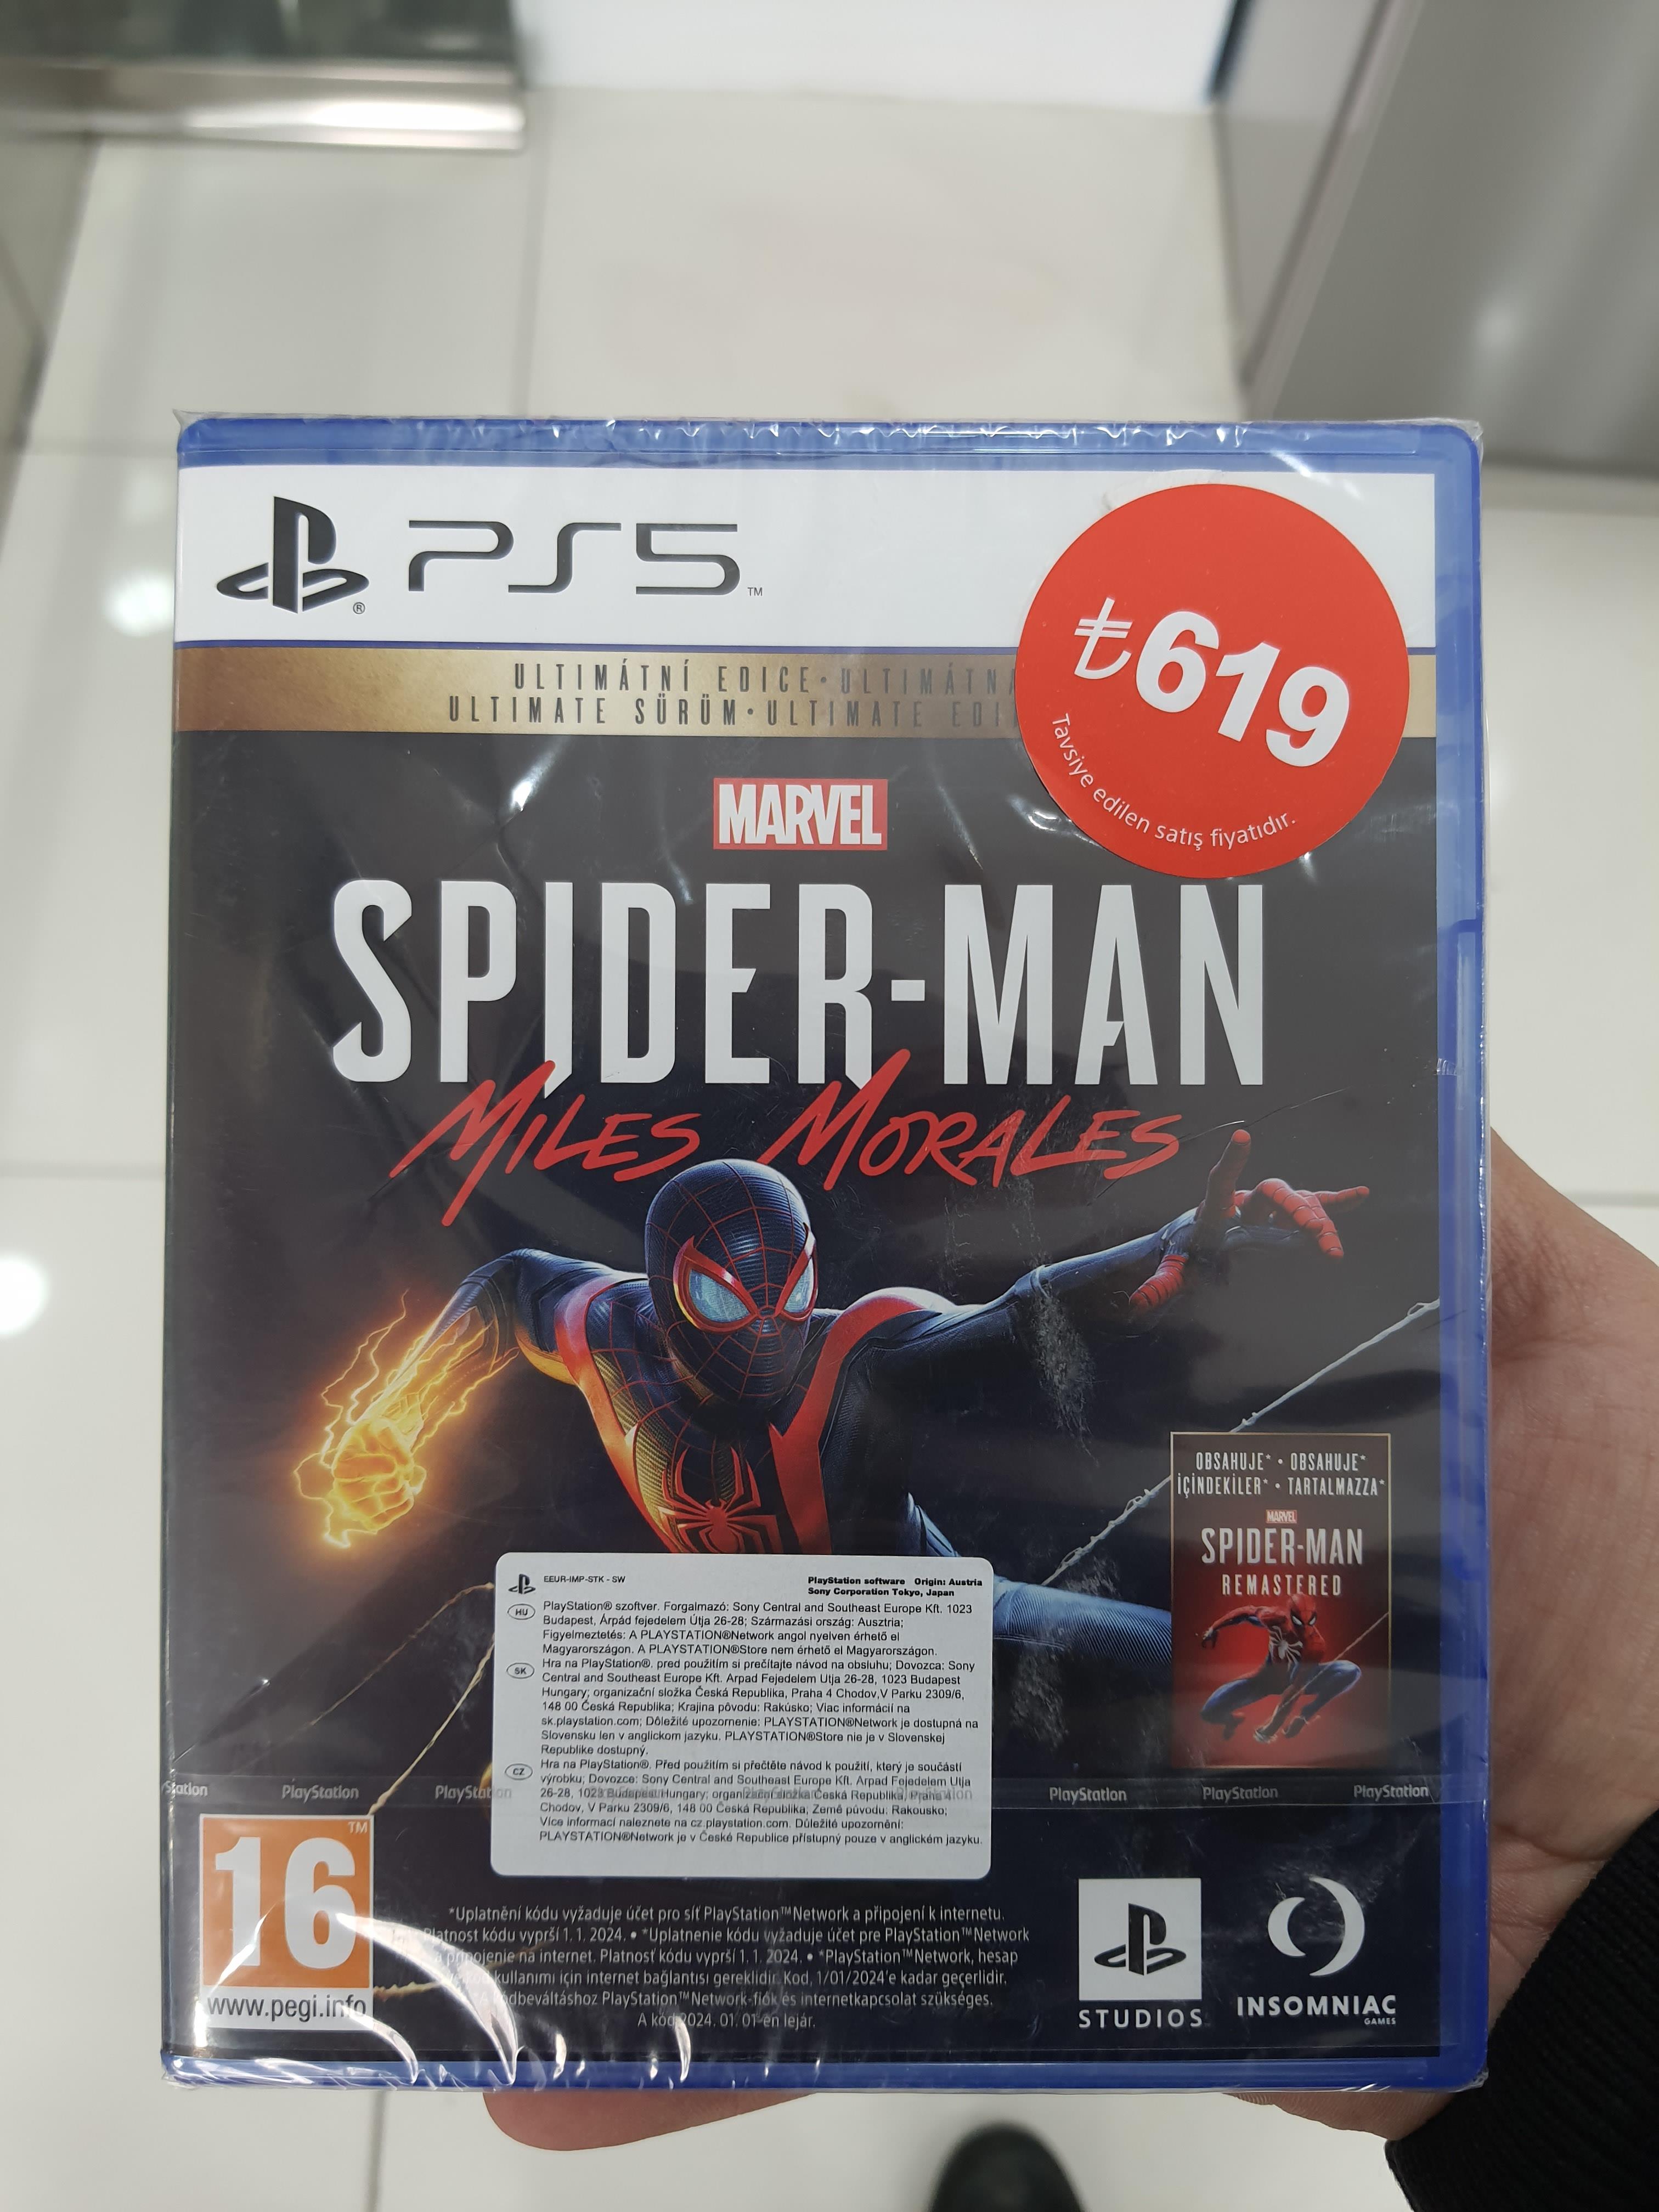 PS5™
ULTIMÁTNÍ EDICE • ULTIMÁTNA
ULTIMATE SÜRÜM • ULTIMATE EDI
₺619
Tavsiye edilen satış fiyatıdır.
MARVEL
SPIDER-MAN
MILES MORALES
OBSAHUJE* • OBSAHUJE*
İÇİNDEKİLER* • TARTALMAZZA*
MARVEL
SPIDER-MAN
REMASTERED
EEUR-IMP-STK - SW
PlayStation software Origin: Austria
Sony Corporation Tokyo, Japan
HU
PlayStation® szoftver. Forgalmazó: Sony Central and Southeast Europe Kft. 1023
Budapest, Árpád fejedelem Útja 26-28; Származási ország: Ausztria;
Figyelmeztetés: A PLAYSTATION®Network angol nyelven érhető el
Magyarországon. A PLAYSTATION®Store nem érhető el Magyarországon.
SK
Hra na PlayStation®. pred použitím si prečítajte návod na obsluhu; Dovozca: Sony
Central and Southeast Europe Kft. Arpad Fejedelem Utja 26-28, 1023 Budapest
Hungary; organizační složka Česká Republika, Praha 4 Chodov,V Parku 2309/6,
148 00 Česká Republika; Krajina pôvodu: Rakúsko; Viac informácií na
sk.playstation.com; Dôležité upozornenie: PLAYSTATION®Network je dostupná na
Slovensku len v anglickom jazyku. PLAYSTATION®Store nie je v Slovenskej
Republike dostupný.
CZ
Hra na PlayStation®. Před použitím si přečtěte návod k použití, který je součástí
výrobku; Dovozce: Sony Central and Southeast Europe Kft. Arpad Fejedelem Utja
26-28, 1023 Budapest Hungary; organizační složka Česká Republika, Praha 4
Chodov, V Parku 2309/6, 148 00 Česká Republika; Země původu: Rakousko;
Více informací naleznete na cz.playstation.com. Důležité upozornění:
PLAYSTATION®Network je v České Republice přístupný pouze v anglickém jazyku.
Station PlayStation PlayStation PlayStation PlayStation PlayStation PlayStation PlayStation
16™
www.pegi.info
*Uplatnění kódu vyžaduje účet pro síť PlayStation™Network a připojení k internetu.
Platnost kódu vyprší 1. 1. 2024. • *Uplatnenie kódu vyžaduje účet pre PlayStation™Network
a pripojenie na internet. Platnosť kódu vyprší 1. 1. 2024. • *PlayStation™Network, hesap
ve kod kullanımı için internet bağlantısı gereklidir. Kod, 1/01/2024'e kadar geçerlidir.
kódbeváltáshoz PlayStation™Network-fiók és internetkapcsolat szükséges.
A kód 2024. 01. 01-én lejár.
STUDIOS
INSOMNIAC
GAMES